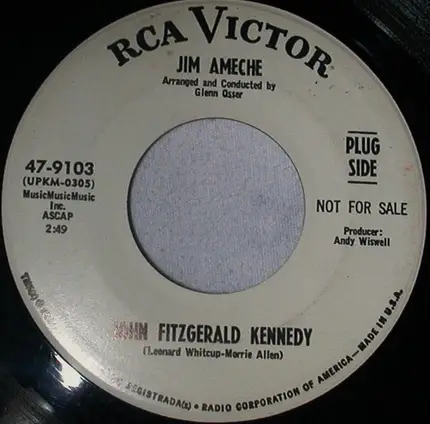 RCA VICTOR
JIM AMECHE
Arranged and Conducted by
Glenn Osser
47-9103
(UPKM-0305)
MusicMusicMusic
Inc.
ASCAP
2:49
PLUG
SIDE
NOT FOR SALE
Producer:
Andy Wiswell
JOHN FITZGERALD KENNEDY
(Leonard Whitcup-Morrie Allen)
REGISTRADA(s) • RADIO CORPORATION OF AMERICA—MADE IN U.S.A.